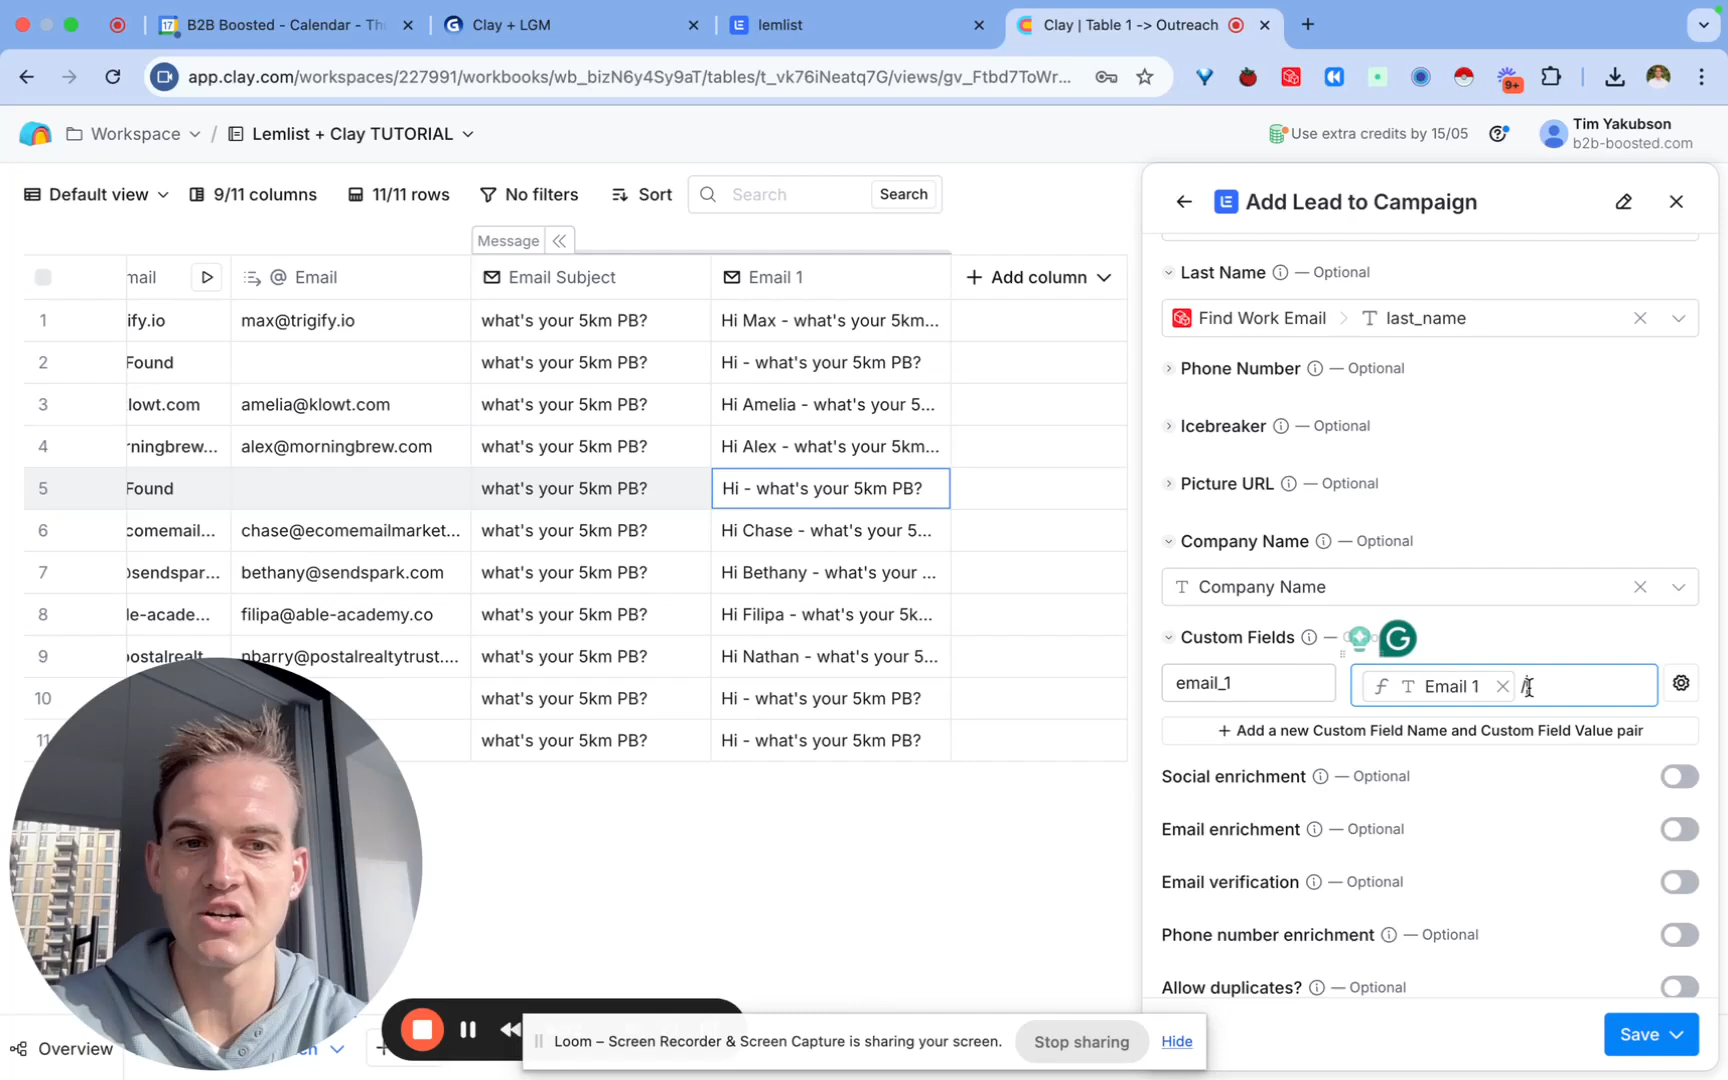 B2B Boosted - Calendar - Th
Clay + LGM
lemlist
Clay | Table 1 -> Outreach
app.clay.com/workspaces/227991/workbooks/wb_bizN6y4Sy9aT/tables/t_vk76iNeatq7G/views/gv_Ftbd7ToWr...
9+
Workspace / Lemlist + Clay TUTORIAL
Use extra credits by 15/05
Tim Yakubson
b2b-boosted.com
Default view
9/11 columns
11/11 rows
No filters
Sort
Search
Search
Message
mail
Email
Email Subject
Email 1
Add column
1 ify.io max@trigify.io what's your 5km PB? Hi Max - what's your 5km...
2 Found what's your 5km PB? Hi - what's your 5km PB?
3 lowt.com amelia@klowt.com what's your 5km PB? Hi Amelia - what's your 5...
4 rningbrew... alex@morningbrew.com what's your 5km PB? Hi Alex - what's your 5km...
5 Found what's your 5km PB? Hi - what's your 5km PB?
6 comemail... chase@ecomemailmarket... what's your 5km PB? Hi Chase - what's your 5...
7 @sendspar... bethany@sendspark.com what's your 5km PB? Hi Bethany - what's your ...
8 le-acade... filipa@able-academy.co what's your 5km PB? Hi Filipa - what's your 5k...
9 postalrealt... nbarry@postalrealtytrust.... what's your 5km PB? Hi Nathan - what's your 5...
10 what's your 5km PB? Hi - what's your 5km PB?
11 what's your 5km PB? Hi - what's your 5km PB?
Add Lead to Campaign
Last Name — Optional
Find Work Email > T last_name
Phone Number — Optional
Icebreaker — Optional
Picture URL — Optional
Company Name — Optional
T Company Name
Custom Fields —
email_1
f T Email 1 /
+ Add a new Custom Field Name and Custom Field Value pair
Social enrichment — Optional
Email enrichment — Optional
Email verification — Optional
Phone number enrichment — Optional
Allow duplicates? — Optional
Save
Overview
Loom – Screen Recorder & Screen Capture is sharing your screen.
Stop sharing
Hide